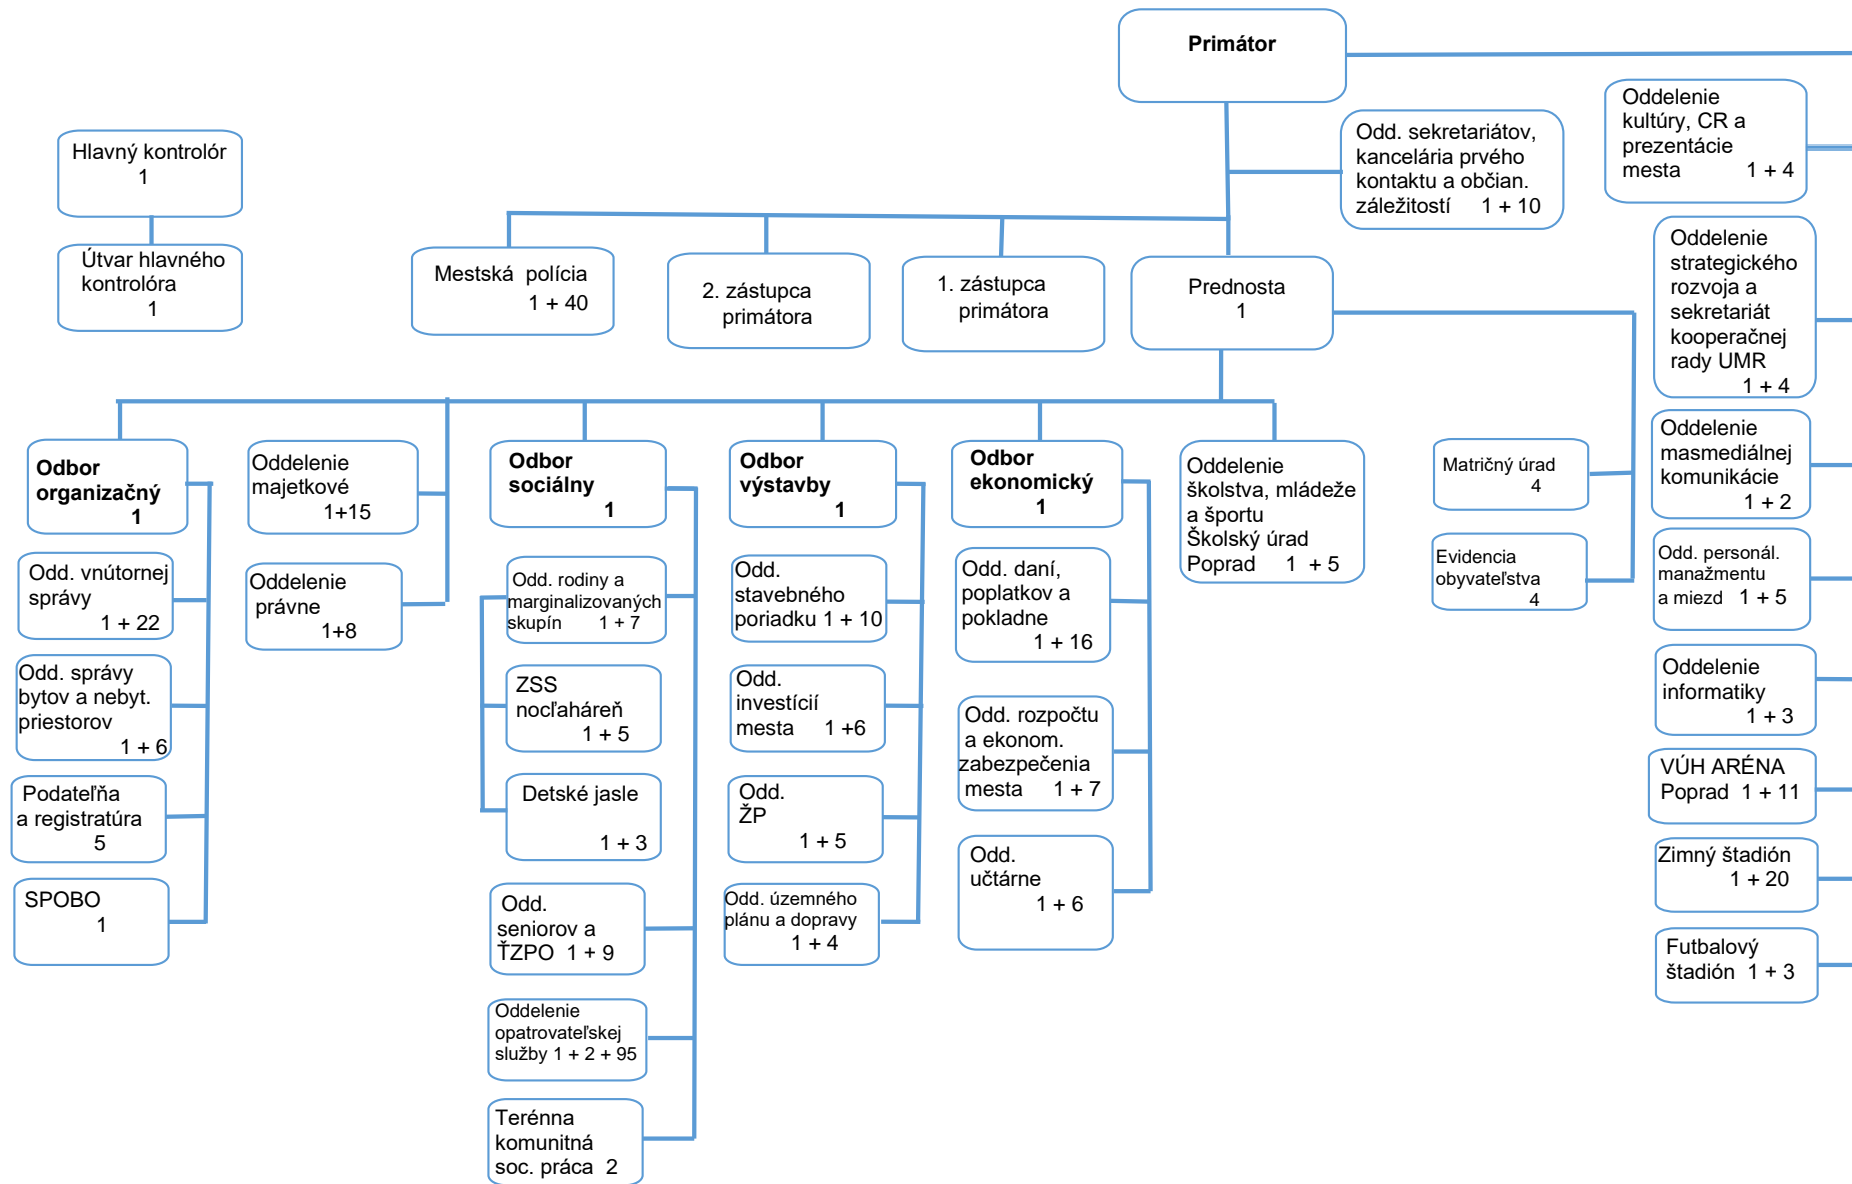 Primátor
Oddelenie
kultúry, CR a
prezentácie
mesta 1 + 4
Odd. sekretariátov,
kancelária prvého
kontaktu a občian.
záležitostí 1 + 10
Hlavný kontrolór
1
Útvar hlavného
kontrolóra
1
Mestská polícia
1 + 40
2. zástupca
primátora
1. zástupca
primátora
Prednosta
1
Oddelenie
strategického
rozvoja a
sekretariát
kooperačnej
rady UMR
1 + 4
Odbor
organizačný
1
Oddelenie
majetkové
1+15
Odbor
sociálny
1
Odbor
výstavby
1
Odbor
ekonomický
1
Oddelenie
školstva, mládeže
a športu
Školský úrad
Poprad 1 + 5
Matričný úrad
4
Oddelenie
masmediálnej
komunikácie
1 + 2
Odd. vnútornej
správy
1 + 22
Oddelenie
právne
1+8
Odd. rodiny a
marginalizovaných
skupín 1 + 7
Odd.
stavebného
poriadku 1 + 10
Odd. daní,
poplatkov a
pokladne
1 + 16
Evidencia
obyvateľstva
4
Odd. personál.
manažmentu
a miezd 1 + 5
Odd. správy
bytov a nebyt.
priestorov
1 + 6
ZSS
nocľaháreň
1 + 5
Odd.
investícií
mesta 1 +6
Odd. rozpočtu
a ekonom.
zabezpečenia
mesta 1 + 7
Oddelenie
informatiky
1 + 3
Podateľňa
a registratúra
5
Detské jasle
1 + 3
Odd.
ŽP
1 + 5
Odd.
učtárne
1 + 6
VÚH ARÉNA
Poprad 1 + 11
SPOBO
1
Odd.
seniorov a
ŤZPO 1 + 9
Odd. územného
plánu a dopravy
1 + 4
Zimný štadión
1 + 20
Futbalový
štadión 1 + 3
Oddelenie
opatrovateľskej
služby 1 + 2 + 95
Terénna
komunitná
soc. práca 2